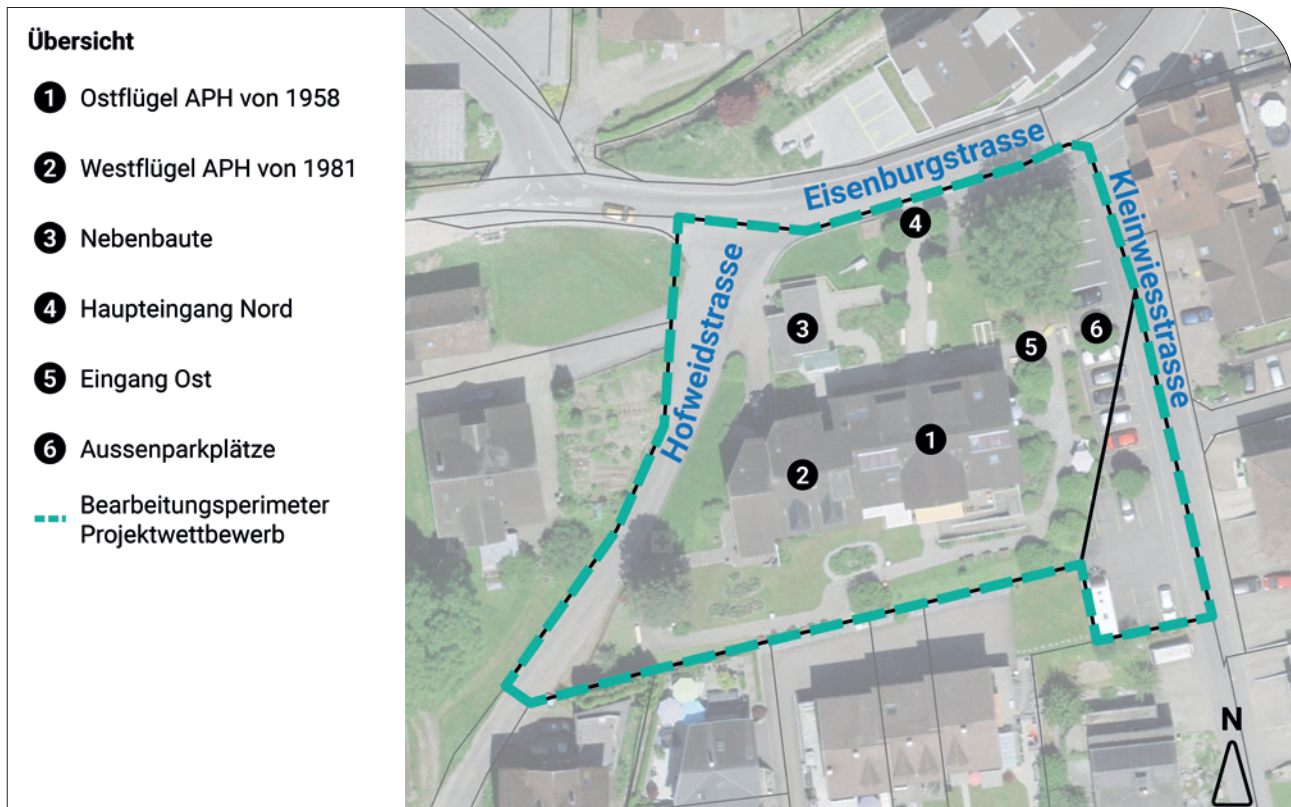 Übersicht
1 Ostflügel APH von 1958
2 Westflügel APH von 1981
3 Nebenbaute
4 Haupteingang Nord
5 Eingang Ost
6 Aussenparkplätze
Bearbeitungsperimeter
Projektwettbewerb
Eisenburgstrasse
Kleinwiesstrasse
Hofweidstrasse
4
3
5
6
1
2
N